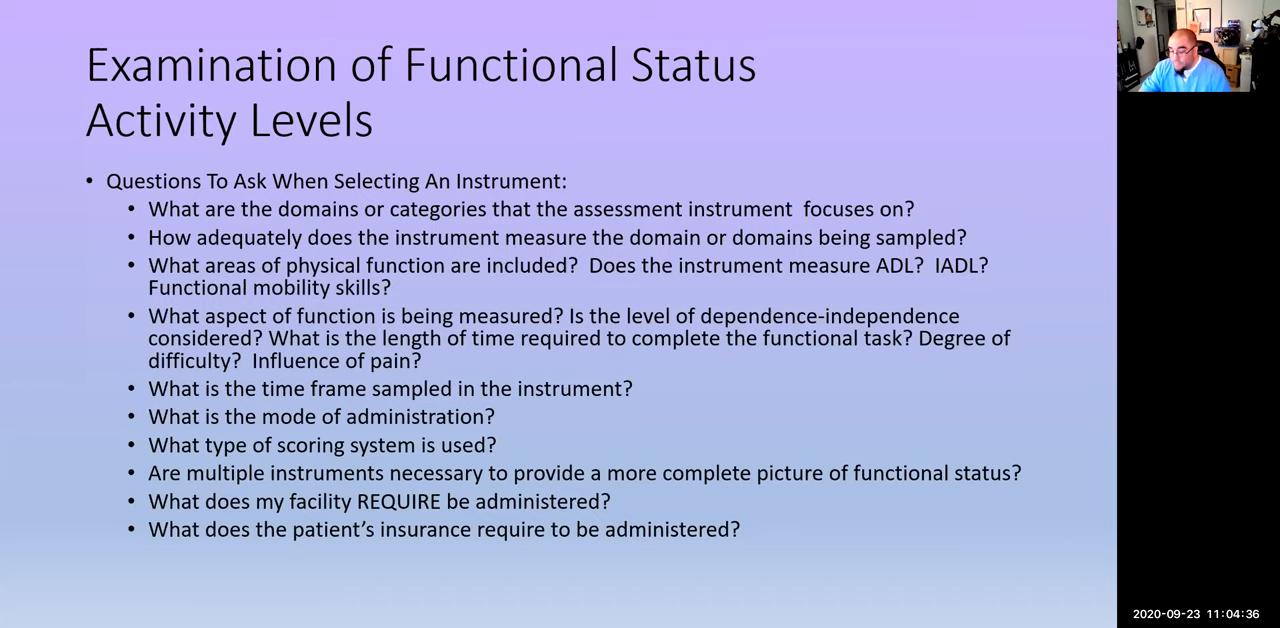 Examination of Functional Status
Activity Levels
• Questions To Ask When Selecting An Instrument:
• What are the domains or categories that the assessment instrument  focuses on?
• How adequately does the instrument measure the domain or domains being sampled?
• What areas of physical function are included?  Does the instrument measure ADL?  IADL?
Functional mobility skills?
• What aspect of function is being measured? Is the level of dependence-independence
considered? What is the length of time required to complete the functional task? Degree of
difficulty?  Influence of pain?
• What is the time frame sampled in the instrument?
• What is the mode of administration?
• What type of scoring system is used?
• Are multiple instruments necessary to provide a more complete picture of functional status?
• What does my facility REQUIRE be administered?
• What does the patient’s insurance require to be administered?
2020-09-23 11:04:36